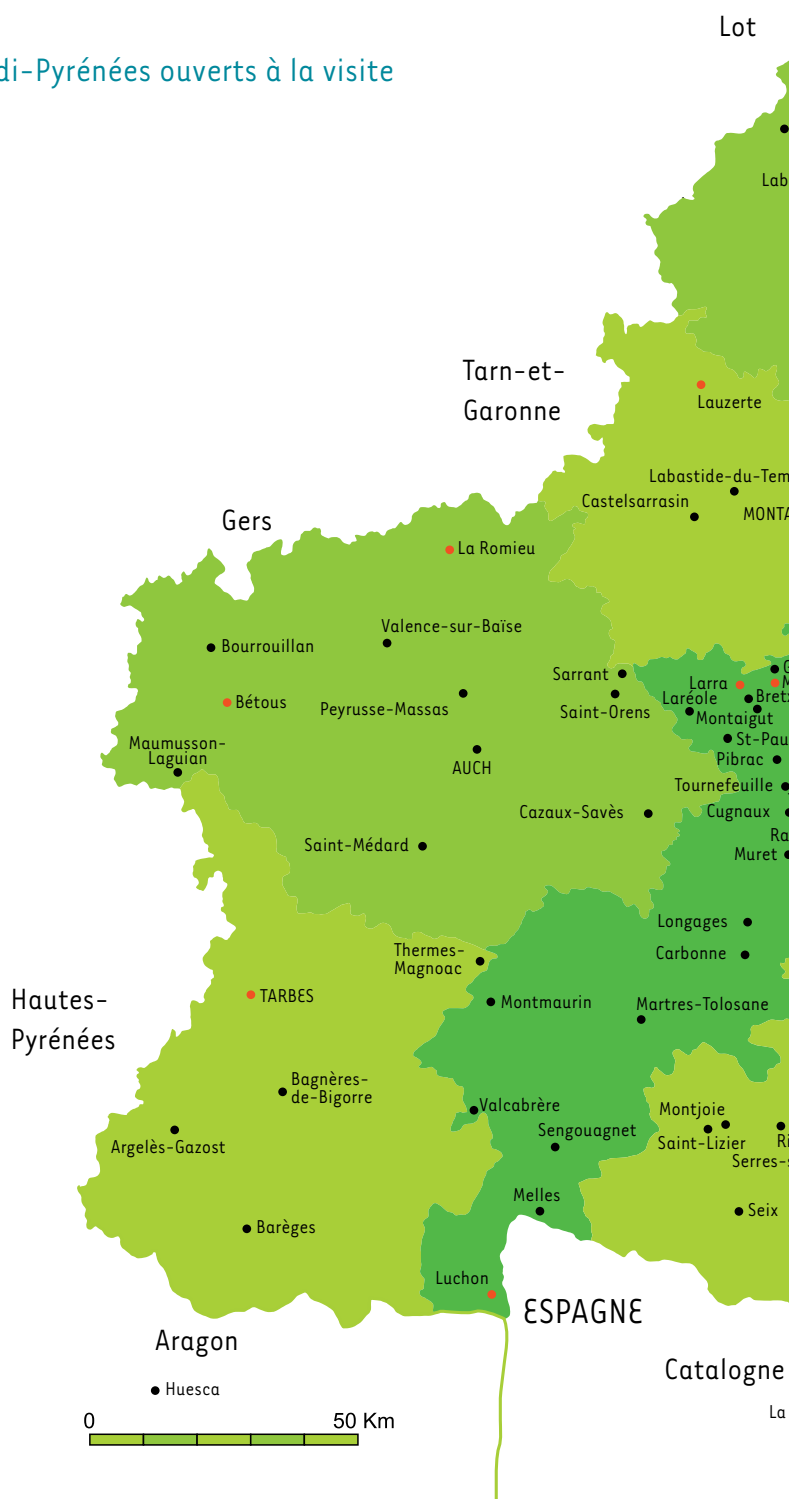 Lot
di-Pyrénées ouverts à la visite
Lab
Tarn-et-
Garonne
Lauzerte
Labastide-du-Tem
Castelsarrasin
MONTA
Gers
La Romieu
Valence-sur-Baïse
Bourrouillan
Sarrant
G
Larra
M
Bétous
Laréole
Bretx
Peyrusse-Massas
Saint-Orens
Montaigut
Maumusson-
Laguian
St-Pau
Pibrac
AUCH
Tournefeuille
Cazaux-Savès
Cugnaux
Ra
Saint-Médard
Muret
Longages
Thermes-
Magnoac
Carbonne
Hautes-
Pyrénées
TARBES
Montmaurin
Martres-Tolosane
Bagnères-
de-Bigorre
Valcabrère
Montjoie
Argelès-Gazost
Sengouagnet
Saint-Lizier
Ri
Serres-s
Melles
Seix
Barèges
Luchon
ESPAGNE
Aragon
Catalogne
Huesca
La
0
50 Km